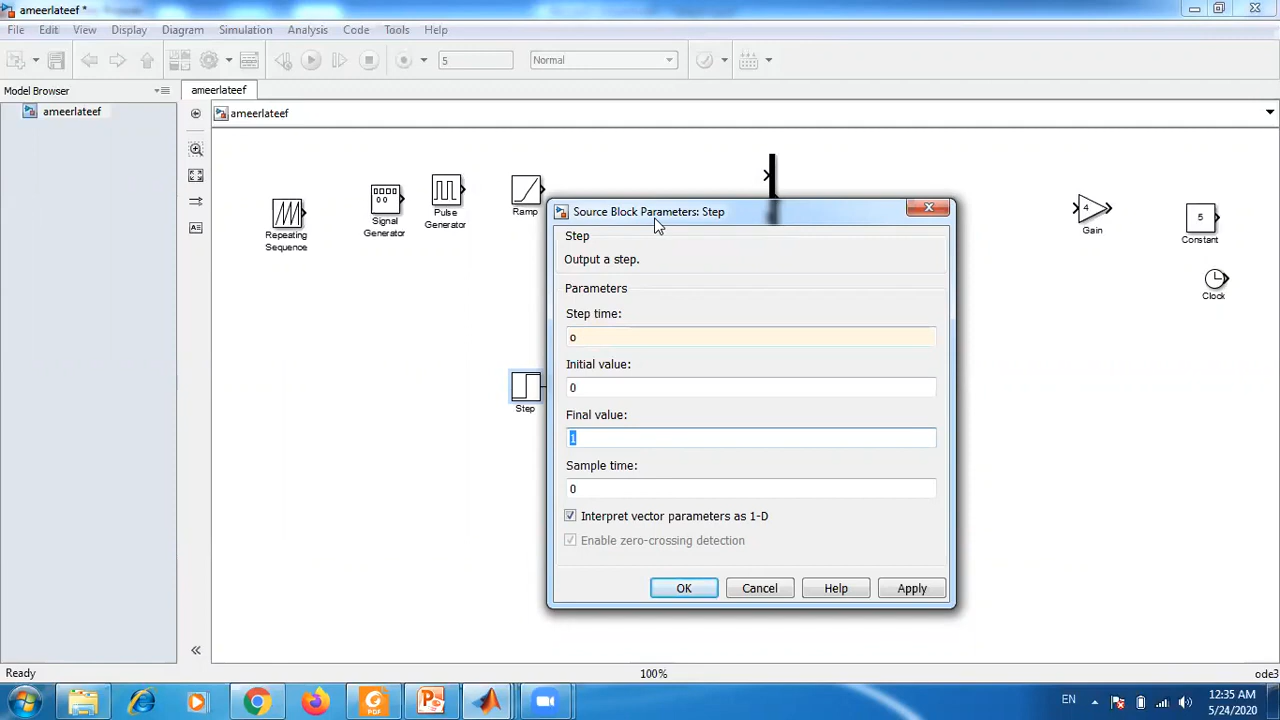 ameerlateef *
File Edit View Display Diagram Simulation Analysis Code Tools Help
5 Normal
Model Browser
ameerlateef
ameerlateef
ameerlateef
Repeating
Sequence
Signal
Generator
Pulse
Generator
Ramp
4
Gain
5
Constant
Clock
Step
Source Block Parameters: Step
Step
Output a step.
Parameters
Step time:
o
Initial value:
0
Final value:
1
Sample time:
0
Interpret vector parameters as 1-D
Enable zero-crossing detection
OK Cancel Help Apply
Ready 100% ode3
PDF
EN
12:35 AM
5/24/2020